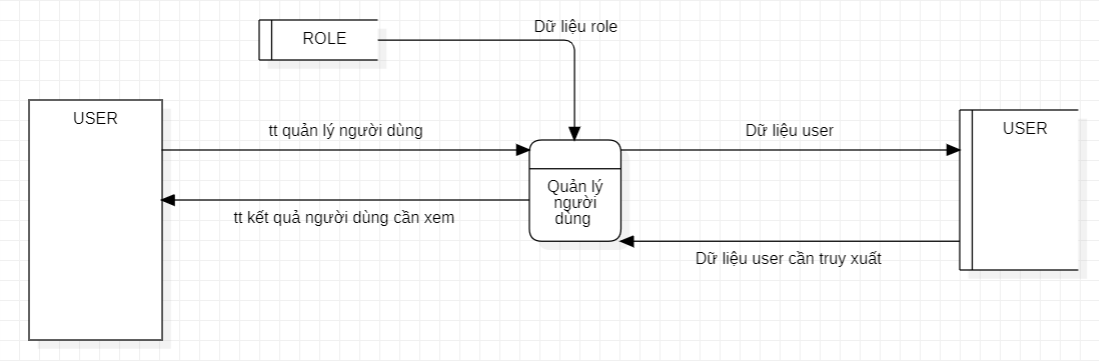 Dữ liệu role
ROLE
USER
tt quản lý người dùng
Dữ liệu user
USER
Quản lý
người
dùng
tt kết quả người dùng cần xem
Dữ liệu user cần truy xuất